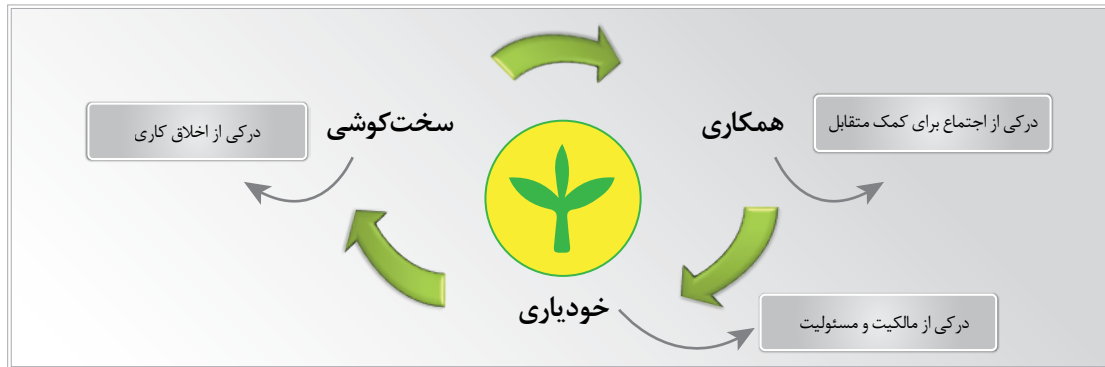 همکاری
درکی از اجتماع برای کمک متقابل
سخت‌کوشی
درکی از اخلاق کاری
خودیاری
درکی از مالکیت و مسئولیت